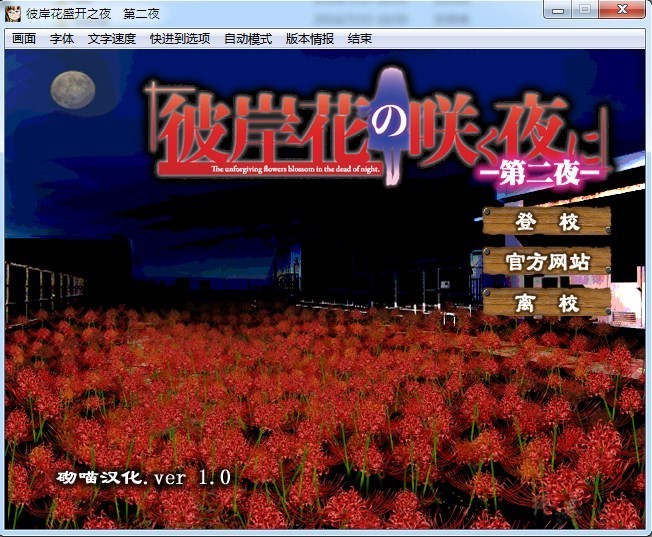 彼岸花盛开之夜 第二夜
画面 字体 文字速度 快进到选项 自动模式 版本情报 结束
彼岸花の咲く夜に
The unforgiving flowers blossom in the dead of night.
−第二夜−
登 校
官方网站
离 校
砌喵汉化.ver 1.0